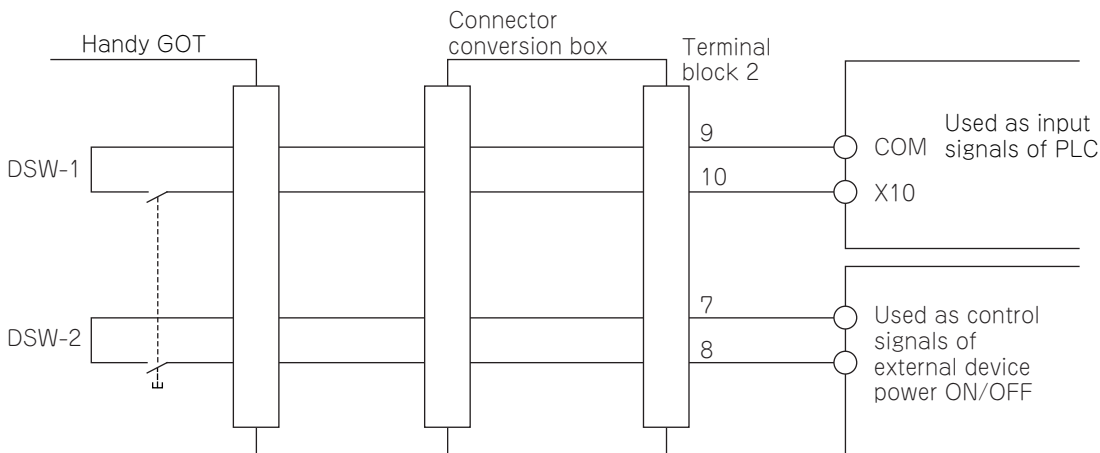 Handy GOT
Connector
conversion box
Terminal
block 2
DSW-1
9
10
COM
X10
Used as input
signals of PLC
DSW-2
7
8
Used as control
signals of
external device
power ON/OFF